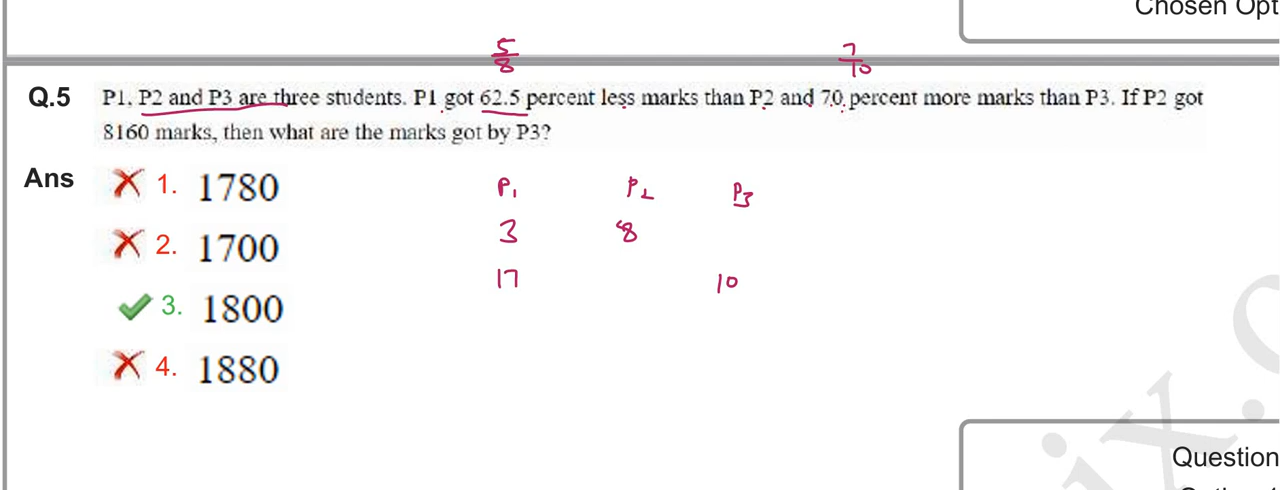 Chosen Opt
5/8 7/10
Q.5 P1, P2 and P3 are three students. P1 got 62.5 percent less marks than P2 and 70 percent more marks than P3. If P2 got
8160 marks, then what are the marks got by P3?
Ans 1. 1780
2. 1700
3. 1800
4. 1880
P1 P2 P3
3 8
17 10
ix.c
Question